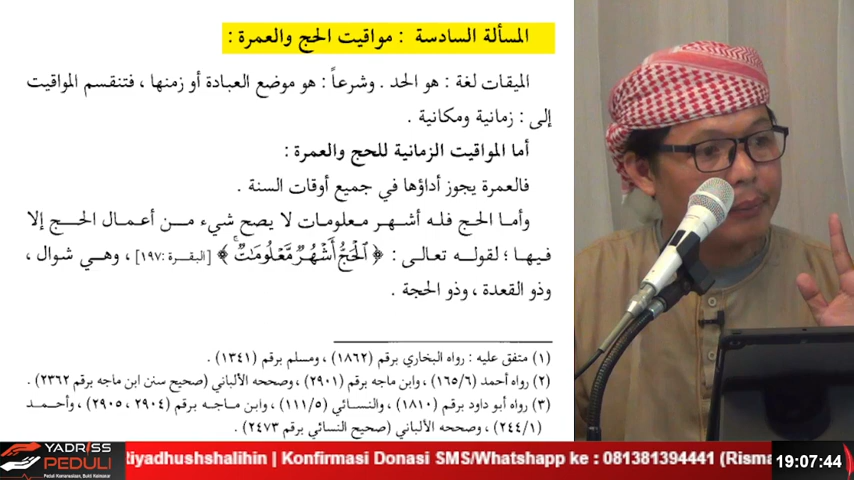 المسألة السادسة : مواقيت الحج والعمرة :
الميقات لغة : هو الحد . وشرعاً : هو موضع العبادة أو زمنها ، فتنقسم المواقيت
إلى : زمانية ومكانية .
أما المواقيت الزمانية للحج والعمرة :
فالعمرة يجوز أداؤها في جميع أوقات السنة .
وأما الحج فله أشهر معلومات لا يصح شيء من أعمال الحج إلا
فيها ؛ لقوله تعالى : ﴿ ٱلْحَجُّ أَشْهُرٌ مَّعْلُومَـٰتٌ ۚ ﴾ [البقرة :١٩٧] ، وهي شوال ،
وذو القعدة ، وذو الحجة .
(١) متفق عليه : رواه البخاري برقم (١٨٦٢) ، ومسلم برقم (١٣٤١) .
(٢) رواه أحمد (١٦٥/٦) ، وابن ماجه برقم (٢٩٠١) ، وصححه الألباني (صحيح سنن ابن ماجه برقم ٢٣٦٢) .
(٣) رواه أبو داود برقم (١٨١٠) ، والنسائي (١١١/٥) ، وابن ماجه برقم (٢٩٠٤ ، ٢٩٠٥) ، وأحمد
(٢٤٤/١) ، وصححه الألباني (صحيح النسائي برقم ٢٤٧٣) .
YADRISS
PEDULI
Peduli Kemanusiaan, Bukti Keimanan
Riyadhushshalihin | Konfirmasi Donasi SMS/Whatshapp ke : 081381394441 (Risma
19:07:44